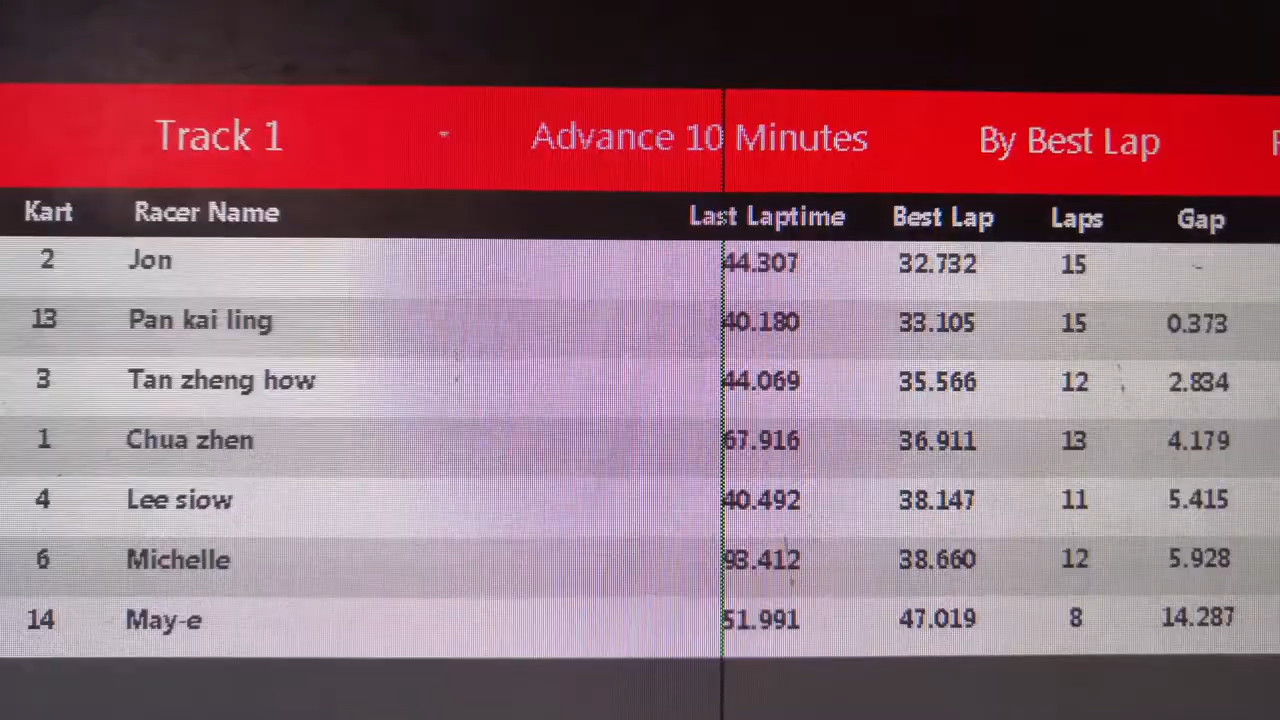 Track 1 Advance 10 Minutes By Best Lap
Kart Racer Name Last Laptime Best Lap Laps Gap
2 Jon 44.307 32.732 15 -
13 Pan kai ling 40.180 33.105 15 0.373
3 Tan zheng how 44.069 35.566 12 2.834
1 Chua zhen 67.916 36.911 13 4.179
4 Lee siow 40.492 38.147 11 5.415
6 Michelle 93.412 38.660 12 5.928
14 May-e 51.991 47.019 8 14.287